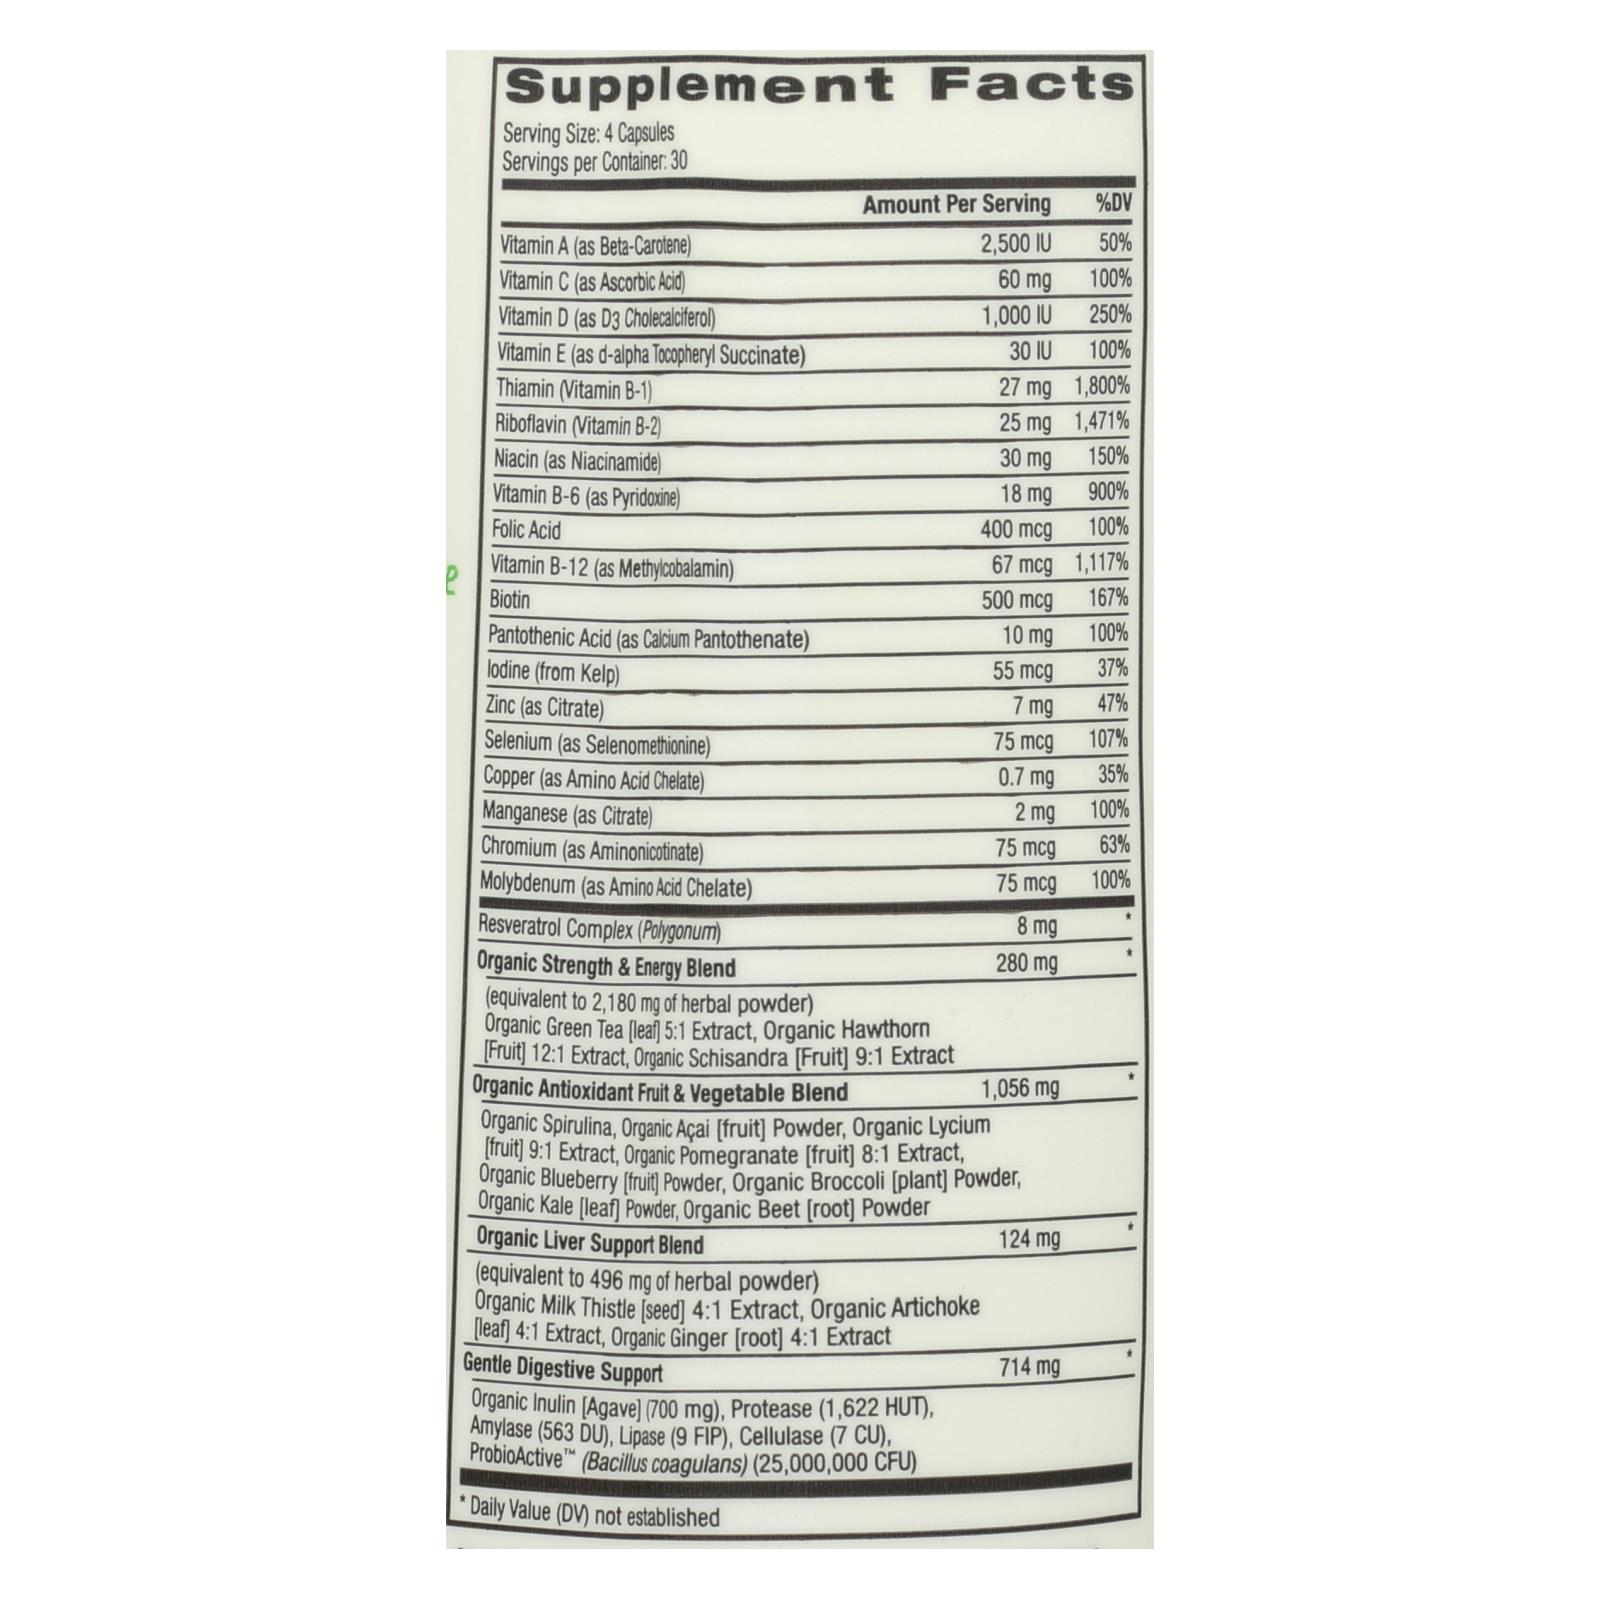 Supplement Facts
Serving Size: 4 Capsules
Servings per Container: 30
Amount Per Serving %DV
Vitamin A (as Beta-Carotene) 2,500 IU 50%
Vitamin C (as Ascorbic Acid) 60 mg 100%
Vitamin D (as D3 Cholecalciferol) 1,000 IU 250%
Vitamin E (as d-alpha Tocopheryl Succinate) 30 IU 100%
Thiamin (Vitamin B-1) 27 mg 1,800%
Riboflavin (Vitamin B-2) 25 mg 1,471%
Niacin (as Niacinamide) 30 mg 150%
Vitamin B-6 (as Pyridoxine) 18 mg 900%
Folic Acid 400 mcg 100%
Vitamin B-12 (as Methylcobalamin) 67 mcg 1,117%
Biotin 500 mcg 167%
Pantothenic Acid (as Calcium Pantothenate) 10 mg 100%
Iodine (from Kelp) 55 mcg 37%
Zinc (as Citrate) 7 mg 47%
Selenium (as Selenomethionine) 75 mcg 107%
Copper (as Amino Acid Chelate) 0.7 mg 35%
Manganese (as Citrate) 2 mg 100%
Chromium (as Aminonicotinate) 75 mcg 63%
Molybdenum (as Amino Acid Chelate) 75 mcg 100%
Resveratrol Complex (Polygonum) 8 mg *
Organic Strength & Energy Blend 280 mg *
(equivalent to 2,180 mg of herbal powder)
Organic Green Tea [leaf] 5:1 Extract, Organic Hawthorn
[Fruit] 12:1 Extract, Organic Schisandra [Fruit] 9:1 Extract
Organic Antioxidant Fruit & Vegetable Blend 1,056 mg *
Organic Spirulina, Organic Açai [fruit] Powder, Organic Lycium
[fruit] 9:1 Extract, Organic Pomegranate [fruit] 8:1 Extract,
Organic Blueberry [fruit] Powder, Organic Broccoli [plant] Powder,
Organic Kale [leaf] Powder, Organic Beet [root] Powder
Organic Liver Support Blend 124 mg *
(equivalent to 496 mg of herbal powder)
Organic Milk Thistle [seed] 4:1 Extract, Organic Artichoke
[leaf] 4:1 Extract, Organic Ginger [root] 4:1 Extract
Gentle Digestive Support 714 mg *
Organic Inulin [Agave] (700 mg), Protease (1,622 HUT),
Amylase (563 DU), Lipase (9 FIP), Cellulase (7 CU),
ProbioActive™ (Bacillus coagulans) (25,000,000 CFU)
* Daily Value (DV) not established